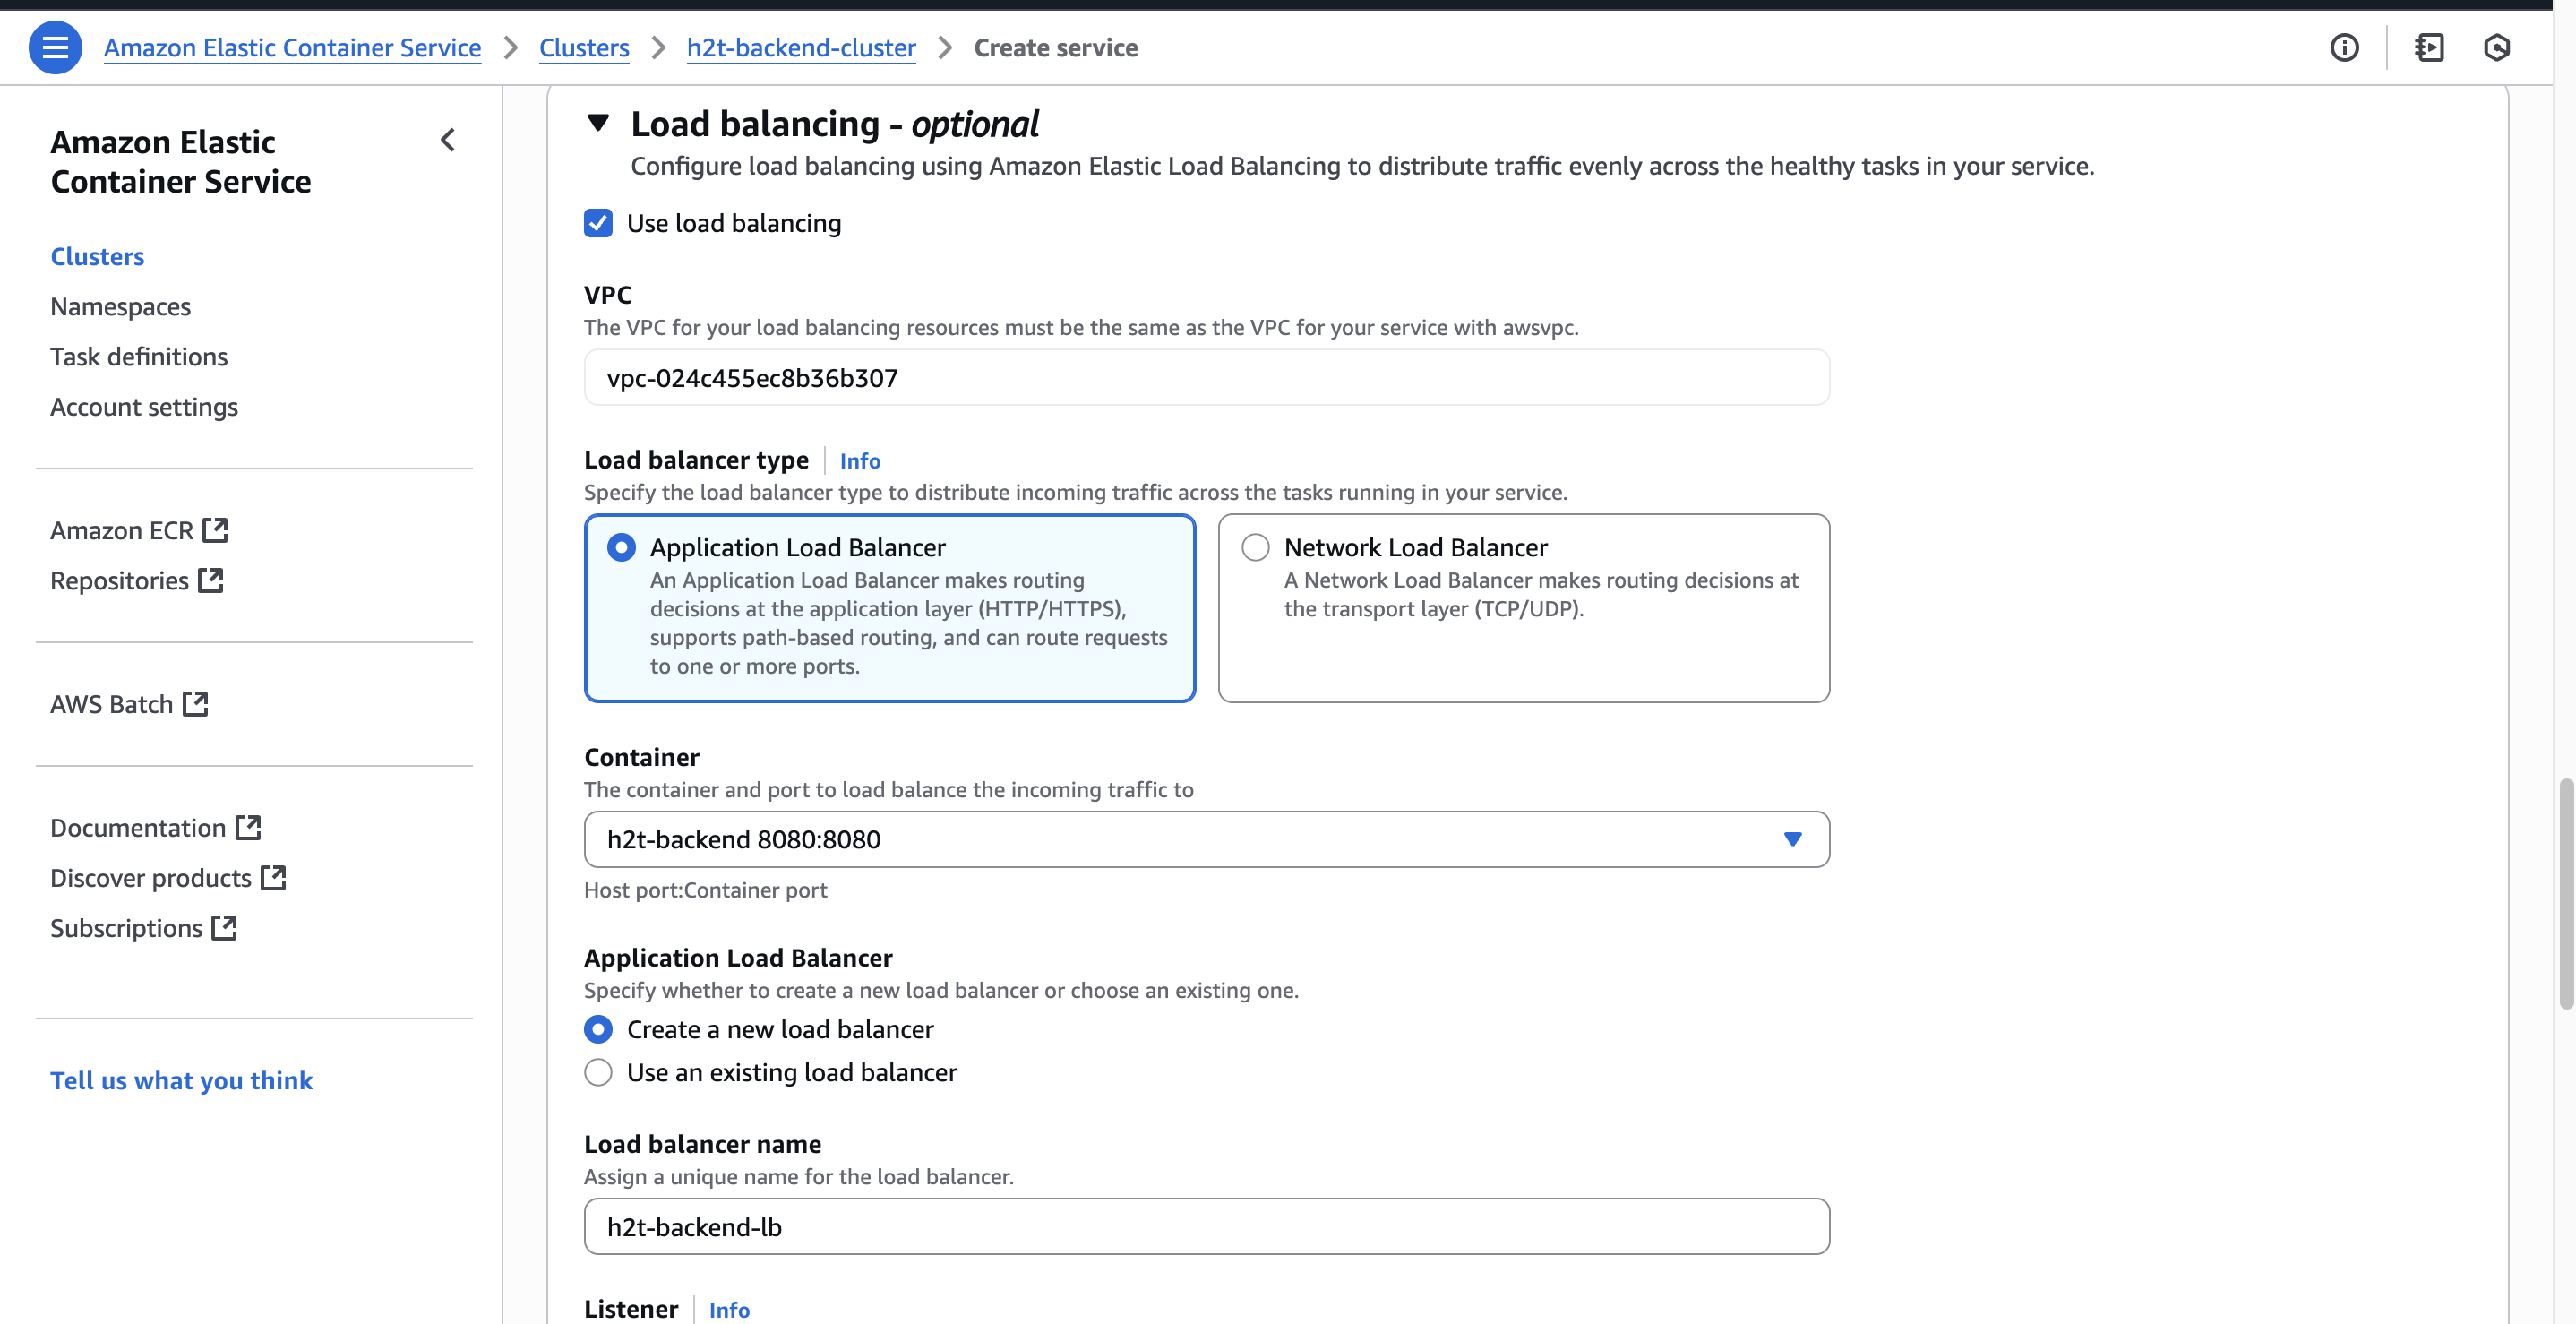 Amazon Elastic Container Service > Clusters > h2t-backend-cluster > Create service
Amazon Elastic
Container Service
Clusters
Namespaces
Task definitions
Account settings
Amazon ECR
Repositories
AWS Batch
Documentation
Discover products
Subscriptions
Tell us what you think
Load balancing - optional
Configure load balancing using Amazon Elastic Load Balancing to distribute traffic evenly across the healthy tasks in your service.
Use load balancing
VPC
The VPC for your load balancing resources must be the same as the VPC for your service with awsvpc.
vpc-024c455ec8b36b307
Load balancer type | Info
Specify the load balancer type to distribute incoming traffic across the tasks running in your service.
Application Load Balancer
An Application Load Balancer makes routing
decisions at the application layer (HTTP/HTTPS),
supports path-based routing, and can route requests
to one or more ports.
Network Load Balancer
A Network Load Balancer makes routing decisions at
the transport layer (TCP/UDP).
Container
The container and port to load balance the incoming traffic to
h2t-backend 8080:8080
Host port:Container port
Application Load Balancer
Specify whether to create a new load balancer or choose an existing one.
Create a new load balancer
Use an existing load balancer
Load balancer name
Assign a unique name for the load balancer.
h2t-backend-lb
Listener | Info